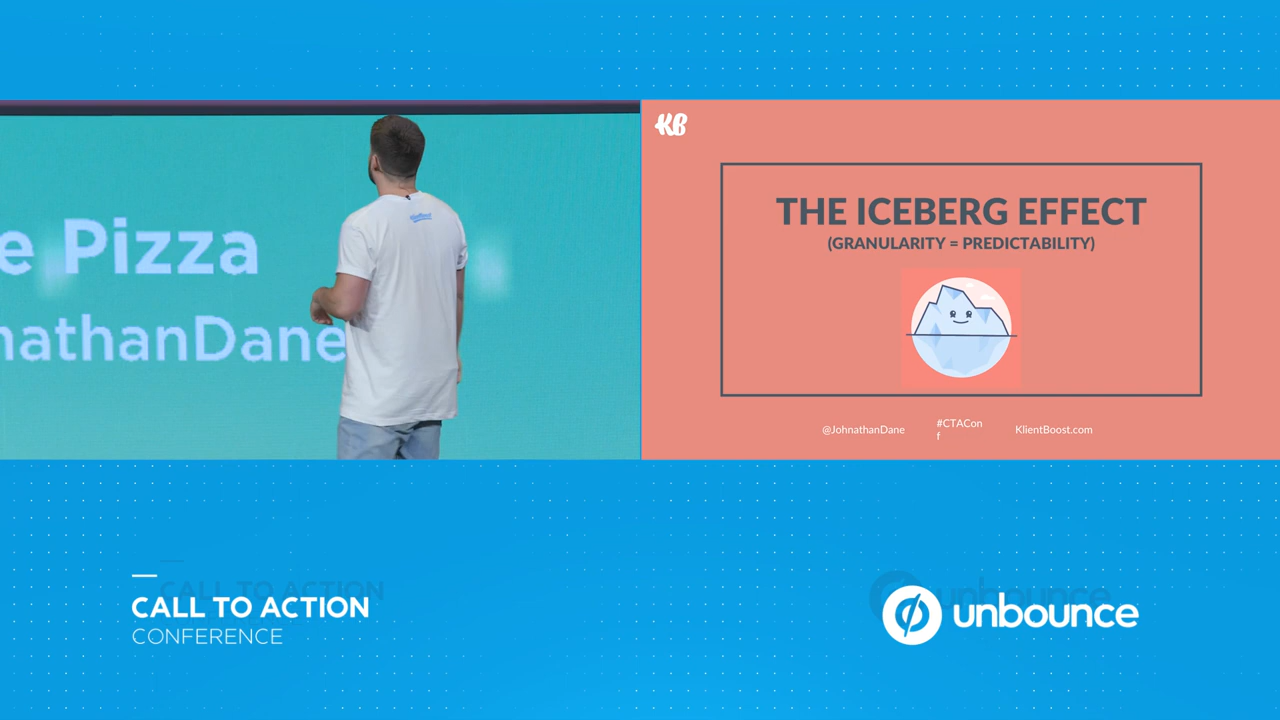 e Pizza
nathanDane
KB
THE ICEBERG EFFECT
(GRANULARITY = PREDICTABILITY)
@JohnathanDane
#CTACon
f
KlientBoost.com
CALL TO ACTION
CONFERENCE
unbounce